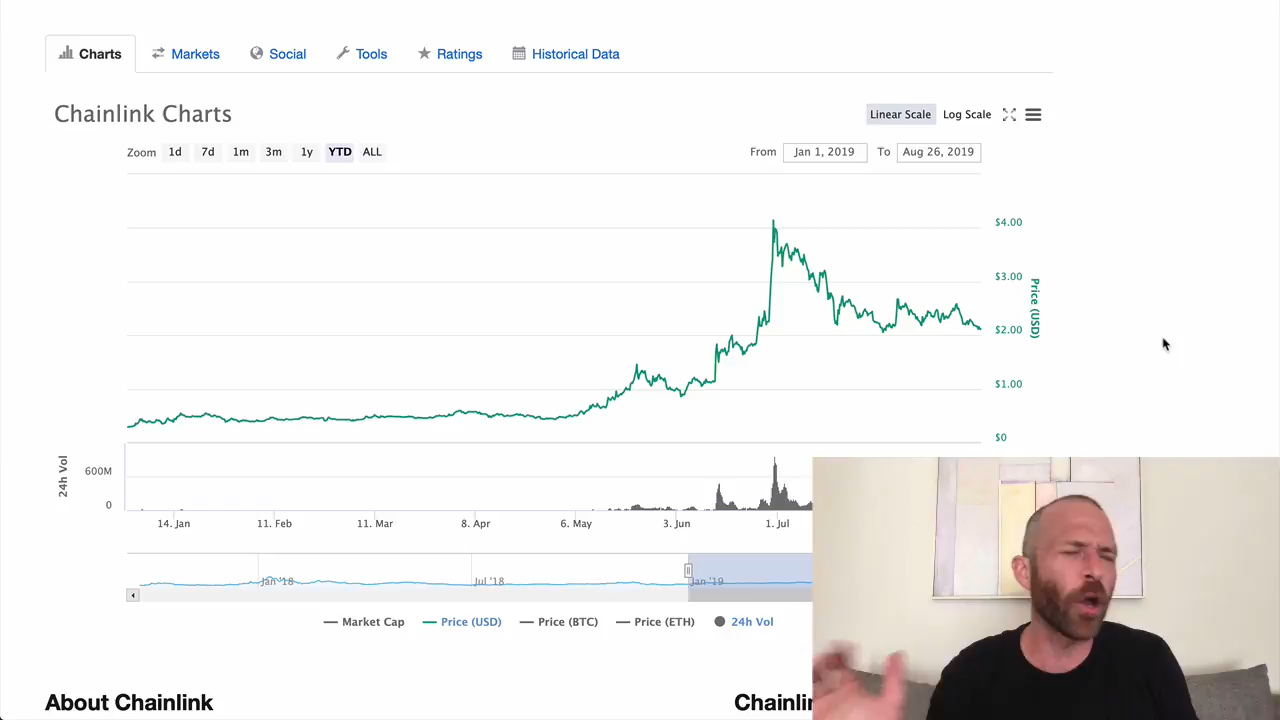 Charts Markets Social Tools Ratings Historical Data
Chainlink Charts
Linear Scale Log Scale
Zoom 1d 7d 1m 3m 1y YTD ALL From Jan 1, 2019 To Aug 26, 2019
$4.00
$3.00
$2.00
$1.00
$0
Price (USD)
24h Vol
600M
0
14. Jan 11. Feb 11. Mar 8. Apr 6. May 3. Jun 1. Jul
Jan '18 Jul '18 Jan '19
Market Cap Price (USD) Price (BTC) Price (ETH) 24h Vol
About Chainlink